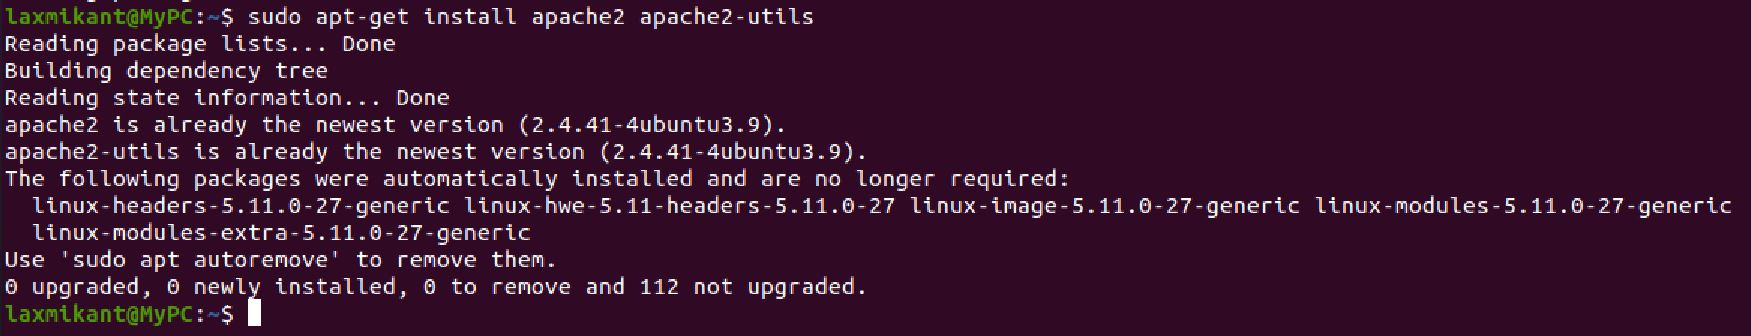 laxmikant@MyPC:~$ sudo apt-get install apache2 apache2-utils
Reading package lists... Done
Building dependency tree
Reading state information... Done
apache2 is already the newest version (2.4.41-4ubuntu3.9).
apache2-utils is already the newest version (2.4.41-4ubuntu3.9).
The following packages were automatically installed and are no longer required:
  linux-headers-5.11.0-27-generic linux-hwe-5.11-headers-5.11.0-27 linux-image-5.11.0-27-generic linux-modules-5.11.0-27-generic
  linux-modules-extra-5.11.0-27-generic
Use 'sudo apt autoremove' to remove them.
0 upgraded, 0 newly installed, 0 to remove and 112 not upgraded.
laxmikant@MyPC:~$